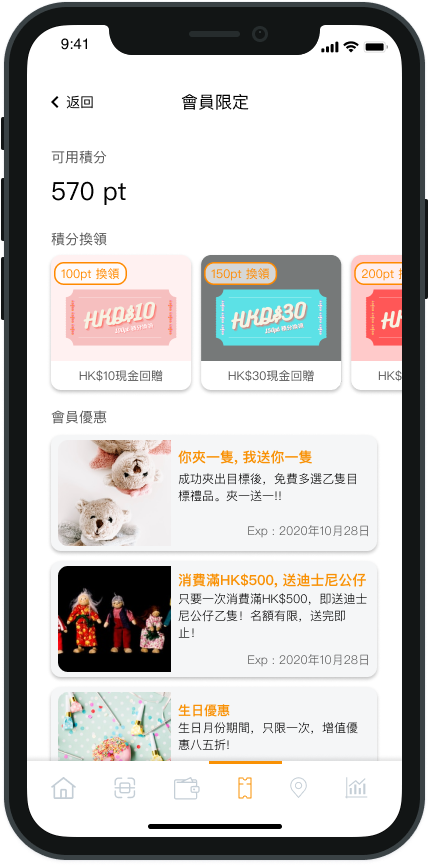 9:41
返回
會員限定
可用積分
570 pt
積分換領
100pt 換領
150pt 換領
200pt 換
HKD$10
100pt 積分換領
HKD$30
150pt 積分換領
HK$10現金回贈
HK$30現金回贈
HK$
會員優惠
你夾一隻, 我送你一隻
成功夾出目標後，免費多選乙隻目
標禮品。夾一送一!!
Exp : 2020年10月28日
消費滿HK$500, 送迪士尼公仔
只要一次消費滿HK$500，即送迪士
尼公仔乙隻！名額有限，送完即
止!
Exp : 2020年10月28日
生日優惠
生日月份期間，只限一次，增值優
惠八五折!